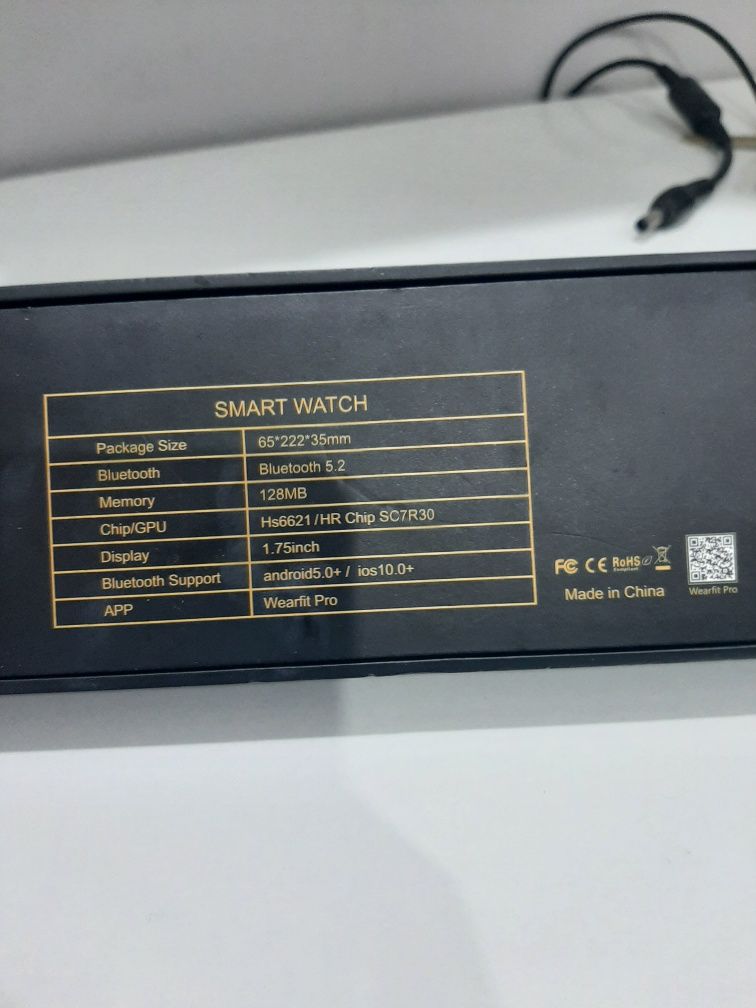 SMART WATCH
Package Size 65*222*35mm
Bluetooth Bluetooth 5.2
Memory 128MB
Chip/GPU Hs6621/HR Chip SC7R30
Display 1.75inch
Bluetooth Support android5.0+ / ios10.0+
APP Wearfit Pro
FC CE RoHS
Compliant
Made in China
Wearfit Pro